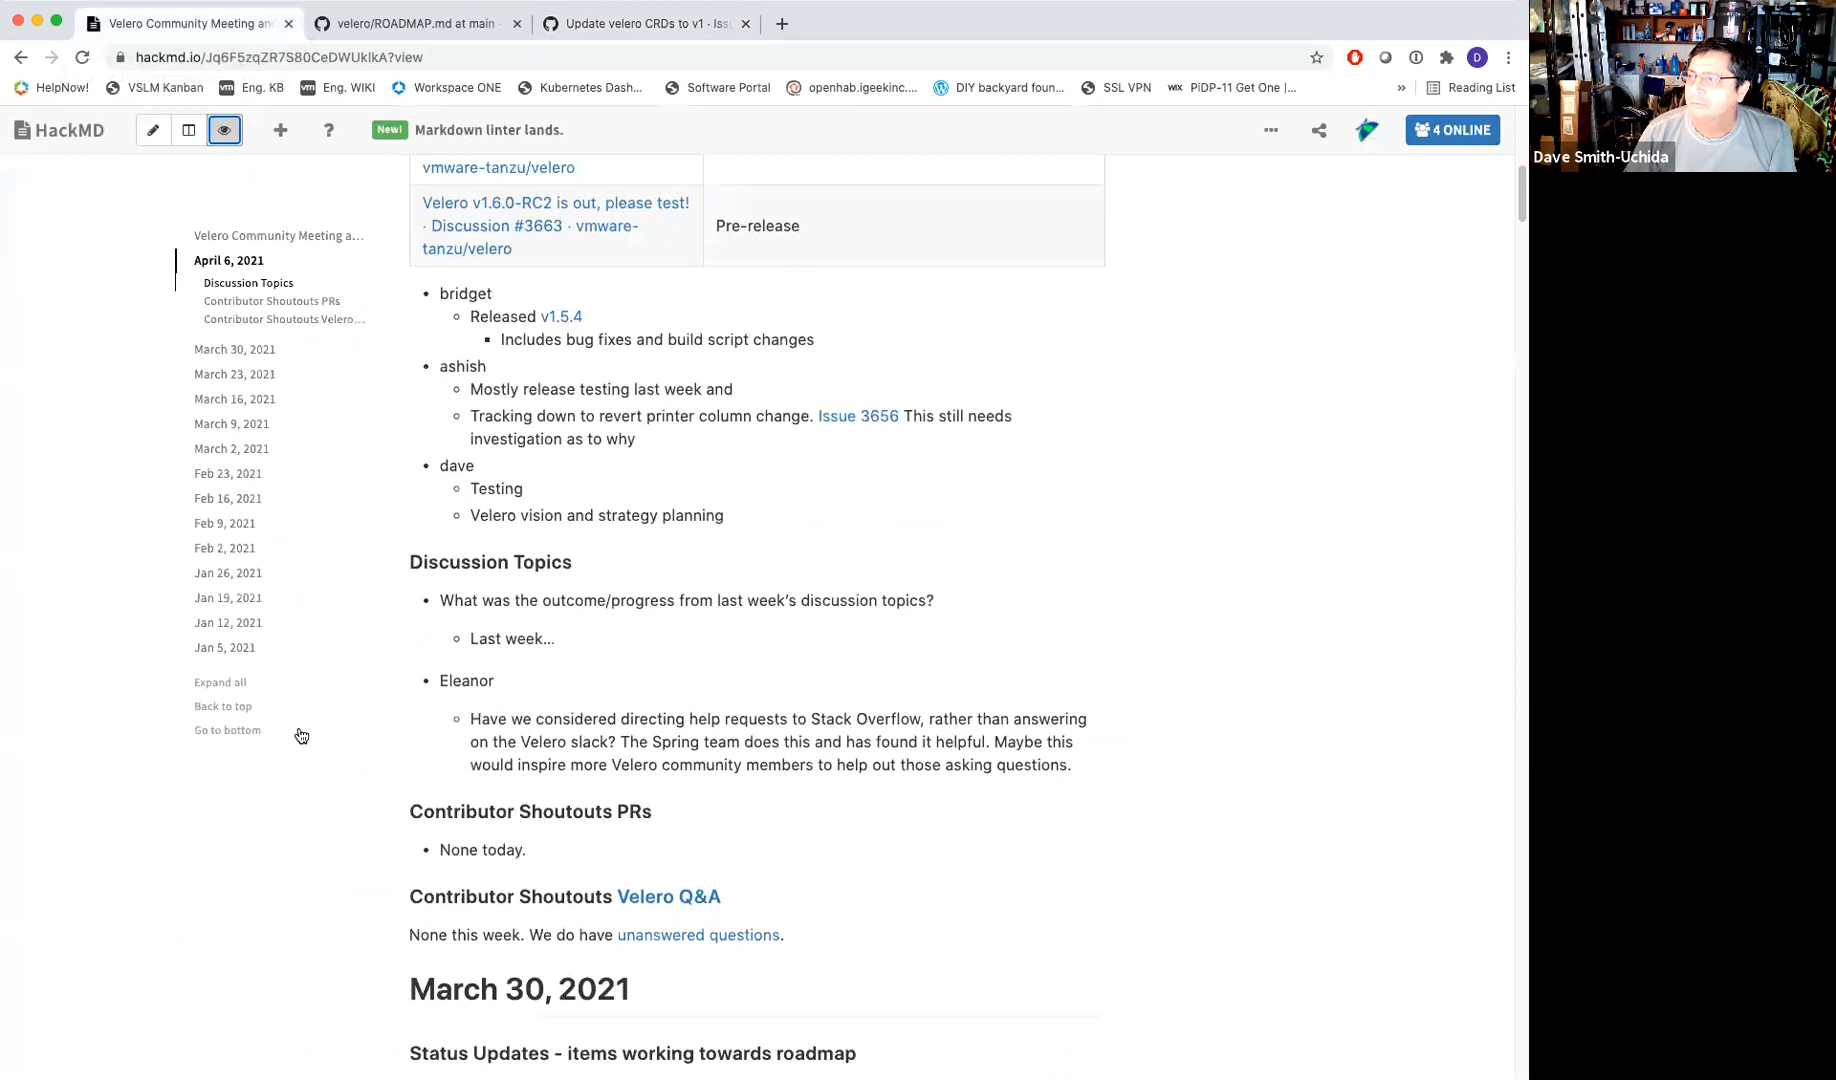 Velero Community Meeting an
velero/ROADMAP.md at main ·
Update velero CRDs to v1 · Iss
hackmd.io/Jq6F5zqZR7S80CeDWUklkA?view
D
HelpNow!
VSLM Kanban
vm Eng. KB
vm Eng. WIKI
Workspace ONE
Kubernetes Dash...
Software Portal
openhab.igeekinc....
DIY backyard foun...
SSL VPN
WIX PiDP-11 Get One |...
»
Reading List
HackMD
New! Markdown linter lands.
4 ONLINE
Dave Smith-Uchida
Velero Community Meeting a...
April 6, 2021
Discussion Topics
Contributor Shoutouts PRs
Contributor Shoutouts Velero...
March 30, 2021
March 23, 2021
March 16, 2021
March 9, 2021
March 2, 2021
Feb 23, 2021
Feb 16, 2021
Feb 9, 2021
Feb 2, 2021
Jan 26, 2021
Jan 19, 2021
Jan 12, 2021
Jan 5, 2021
Expand all
Back to top
Go to bottom
vmware-tanzu/velero
Velero v1.6.0-RC2 is out, please test!
· Discussion #3663 · vmware-
tanzu/velero
Pre-release
• bridget
◦ Released v1.5.4
▪ Includes bug fixes and build script changes
• ashish
◦ Mostly release testing last week and
◦ Tracking down to revert printer column change. Issue 3656 This still needs
investigation as to why
• dave
◦ Testing
◦ Velero vision and strategy planning
Discussion Topics
• What was the outcome/progress from last week’s discussion topics?
◦ Last week…
• Eleanor
◦ Have we considered directing help requests to Stack Overflow, rather than answering
on the Velero slack? The Spring team does this and has found it helpful. Maybe this
would inspire more Velero community members to help out those asking questions.
Contributor Shoutouts PRs
• None today.
Contributor Shoutouts Velero Q&A
None this week. We do have unanswered questions.
March 30, 2021
Status Updates - items working towards roadmap